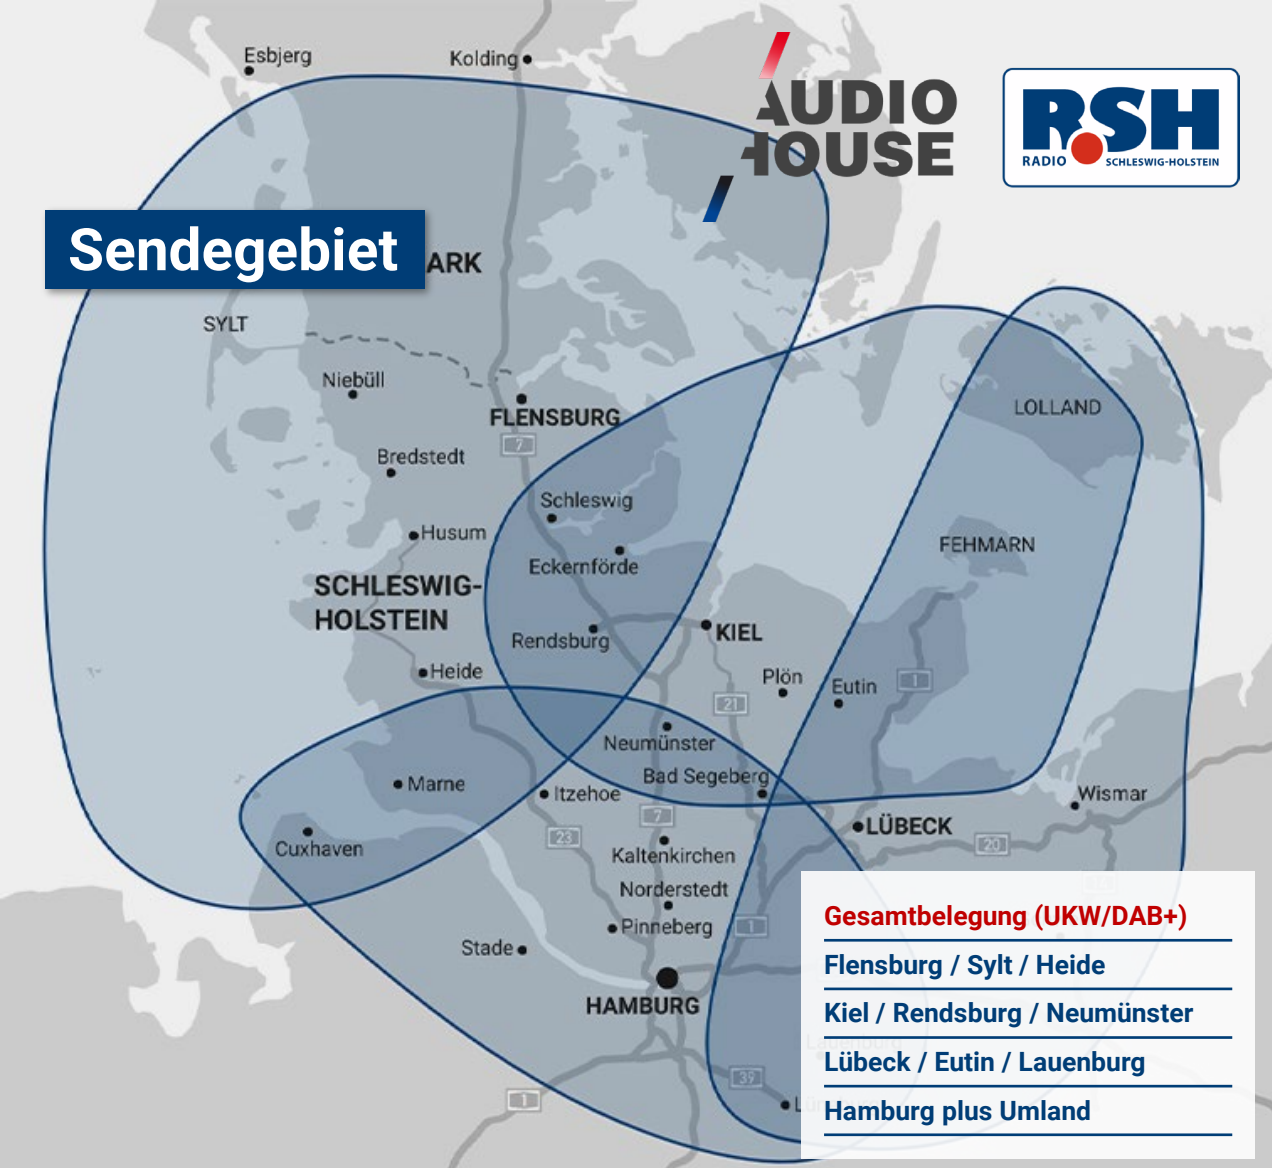 Esbjerg
Kolding
AUDIO
HOUSE
RSH
RADIO SCHLESWIG-HOLSTEIN
Sendegebiet
ARK
SYLT
Niebüll
FLENSBURG
7
LOLLAND
Bredstedt
Schleswig
Husum
FEHMARN
Eckernförde
SCHLESWIG-
HOLSTEIN
Rendsburg
KIEL
Heide
Plön
Eutin
1
21
Neumünster
Bad Segeberg
Marne
Itzehoe
Wismar
7
LÜBECK
23
20
Cuxhaven
Kaltenkirchen
Norderstedt
Pinneberg
1
Stade
HAMBURG
39
1
Gesamtbelegung (UKW/DAB+)
Flensburg / Sylt / Heide
Kiel / Rendsburg / Neumünster
Lauenburg
Lübeck / Eutin / Lauenburg
Hamburg plus Umland